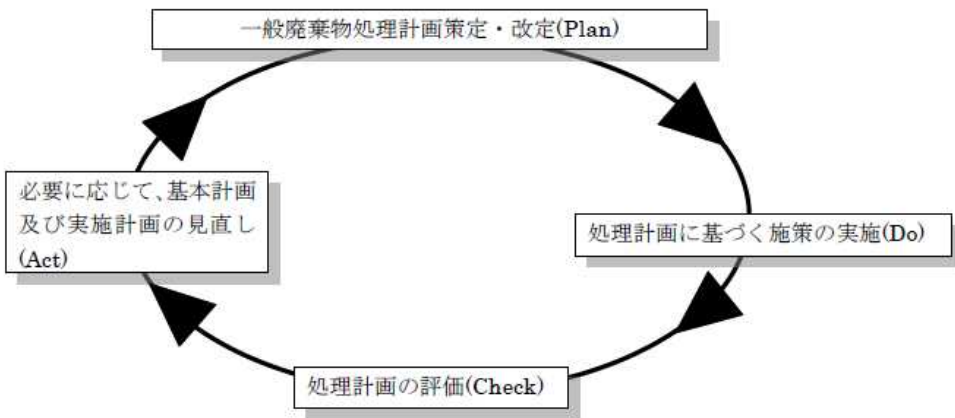 一般廃棄物処理計画策定・改定(Plan)
必要に応じて、基本計画
及び実施計画の見直し
(Act)
処理計画に基づく施策の実施(Do)
処理計画の評価(Check)